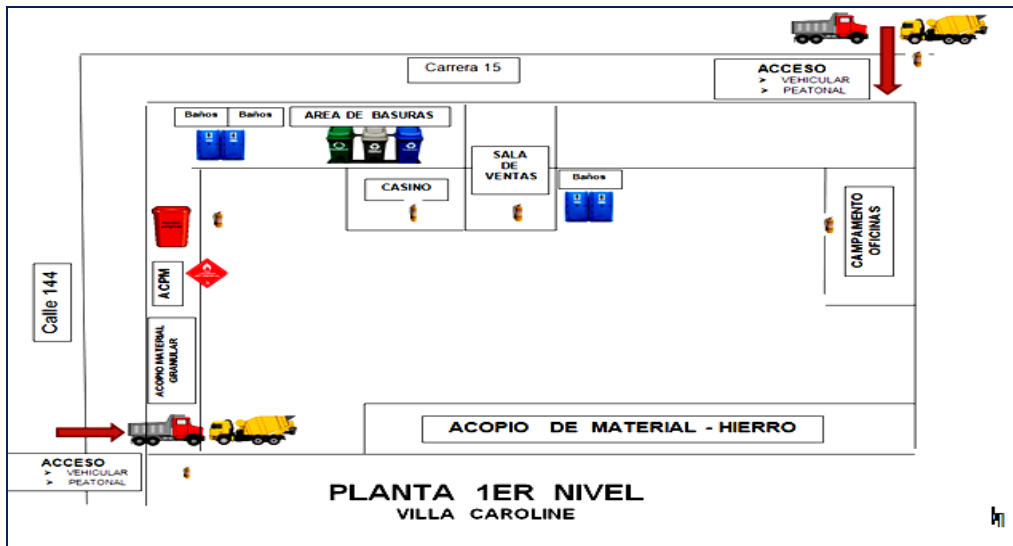 Carrera 15
ACCESO
➤ VEHICULAR
➤ PEATONAL
Baños
Baños
AREA DE BASURAS
SALA
DE
VENTAS
CASINO
Baños
CAMPAMENTO
OFICINAS
ACPM
Calle 144
ACOPIO MATERIAL
GRANULAR
ACOPIO DE MATERIAL - HIERRO
ACCESO
➤ VEHICULAR
➤ PEATONAL
PLANTA 1ER NIVEL
VILLA CAROLINE